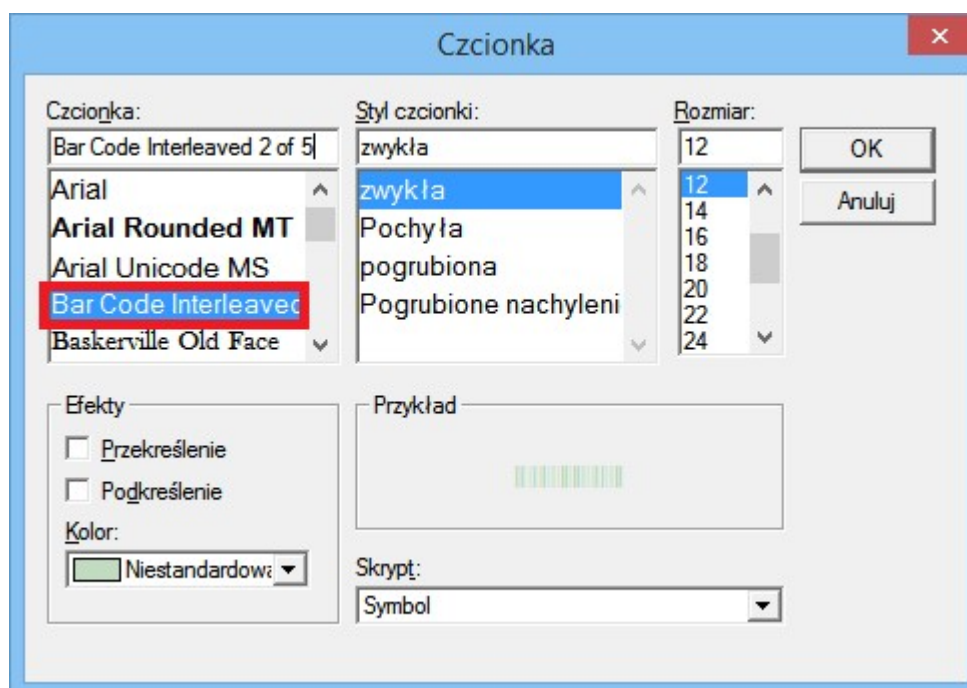 Czcionka
Czcionka:
Bar Code Interleaved 2 of 5
Arial
Arial Rounded MT
Arial Unicode MS
Bar Code Interleaved
Baskerville Old Face
Styl czcionki:
zwykła
zwykła
Pochyła
pogrubiona
Pogrubione nachyleni
Rozmiar:
12
12
14
16
18
20
22
24
OK
Anuluj
Efekty
Przekreślenie
Podkreślenie
Kolor:
Niestandardowa
Przykład
Skrypt:
Symbol